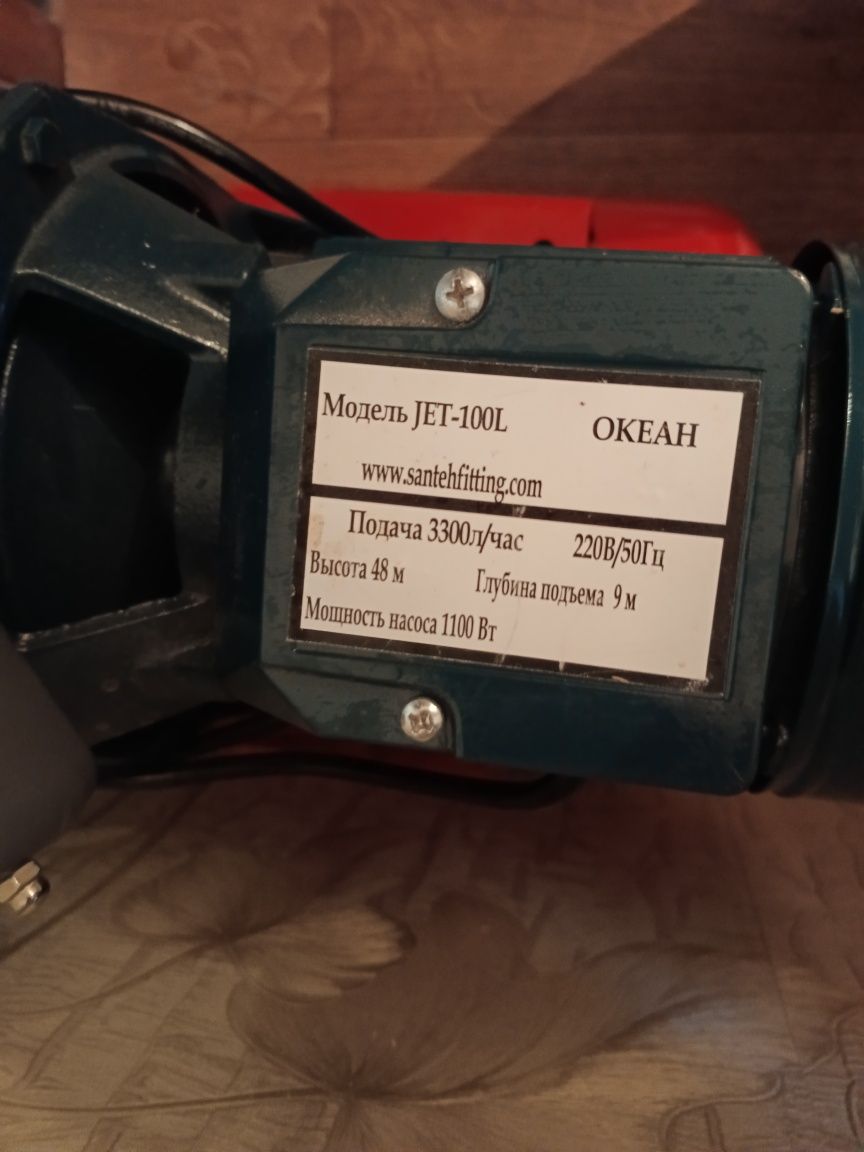 Модель JET-100L ОКЕАН
www.santehfitting.com
Подача 3300л/час 220В/50Гц
Высота 48 м Глубина подъема 9 м
Мощность насоса 1100 Вт